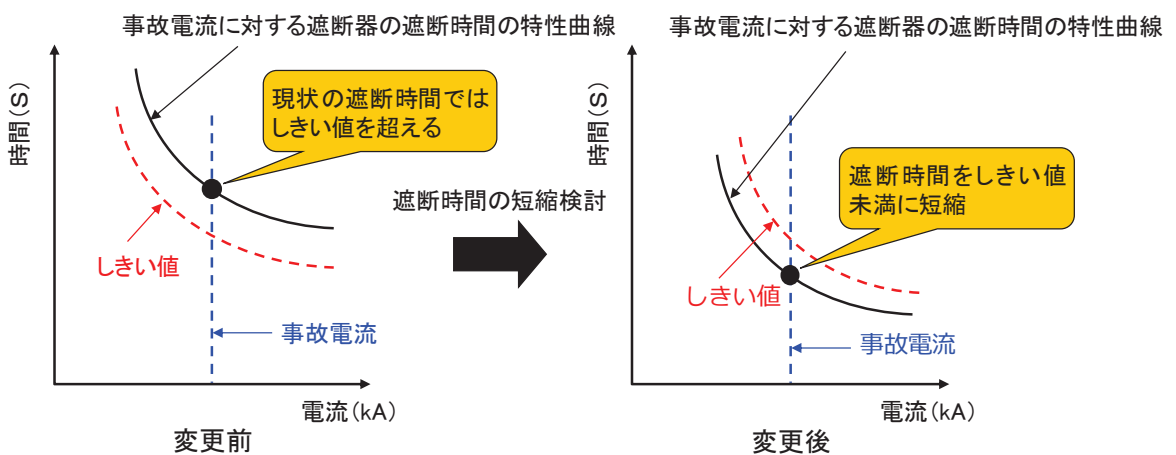 事故電流に対する遮断器の遮断時間の特性曲線
時間(S)
現状の遮断時間では
しきい値を超える
しきい値
事故電流
電流(kA)
変更前
遮断時間の短縮検討
事故電流に対する遮断器の遮断時間の特性曲線
時間(S)
遮断時間をしきい値
未満に短縮
しきい値
事故電流
電流(kA)
変更後